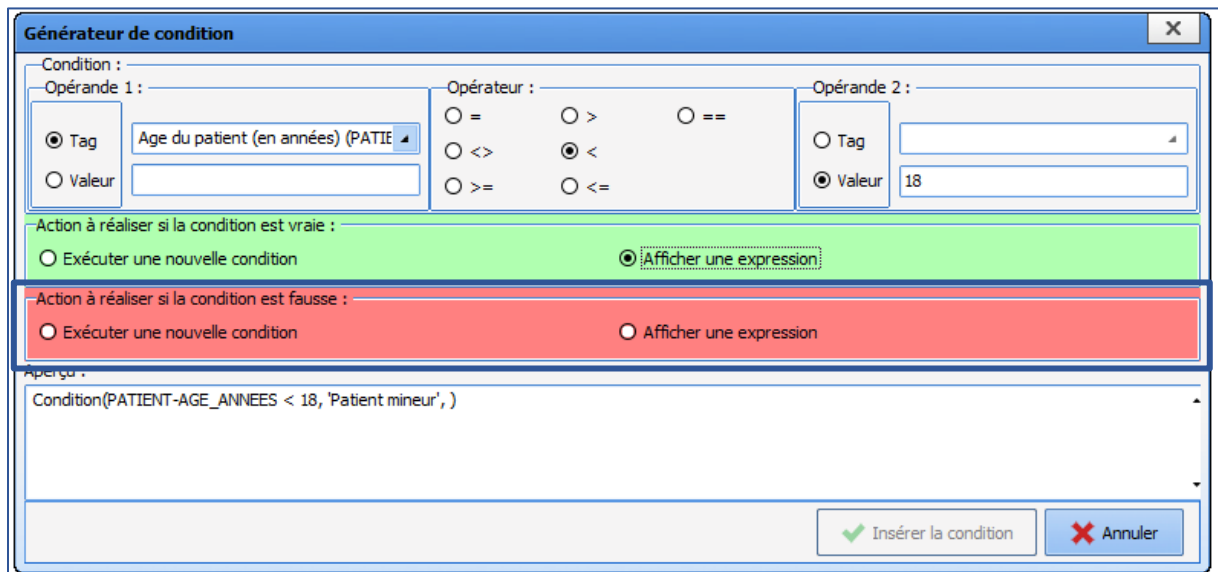 Générateur de condition
Condition :
Opérande 1 :
Opérateur :
Opérande 2 :
Tag
Age du patient (en années) (PATIE
Valeur
=
>
==
<>
<
>=
<=
Tag
Valeur
18
Action à réaliser si la condition est vraie :
Exécuter une nouvelle condition
Afficher une expression
Action à réaliser si la condition est fausse :
Exécuter une nouvelle condition
Afficher une expression
Aperçu :
Condition(PATIENT-AGE_ANNEES < 18, 'Patient mineur', )
Insérer la condition
Annuler